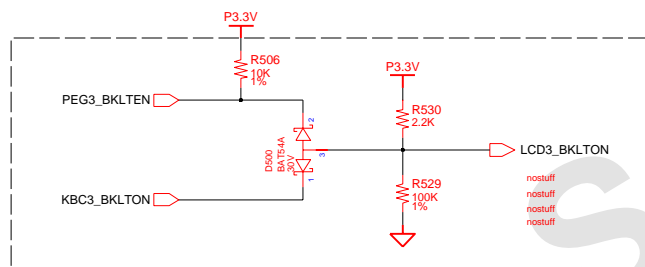 P3.3V
R506
10K
1%
PEG3_BKLTEN
P3.3V
R530
2.2K
2
D500
BAT54A
30V
3
1
LCD3_BKLTON
KBC3_BKLTON
R529
100K
1%
nostuff
nostuff
nostuff
nostuff
S